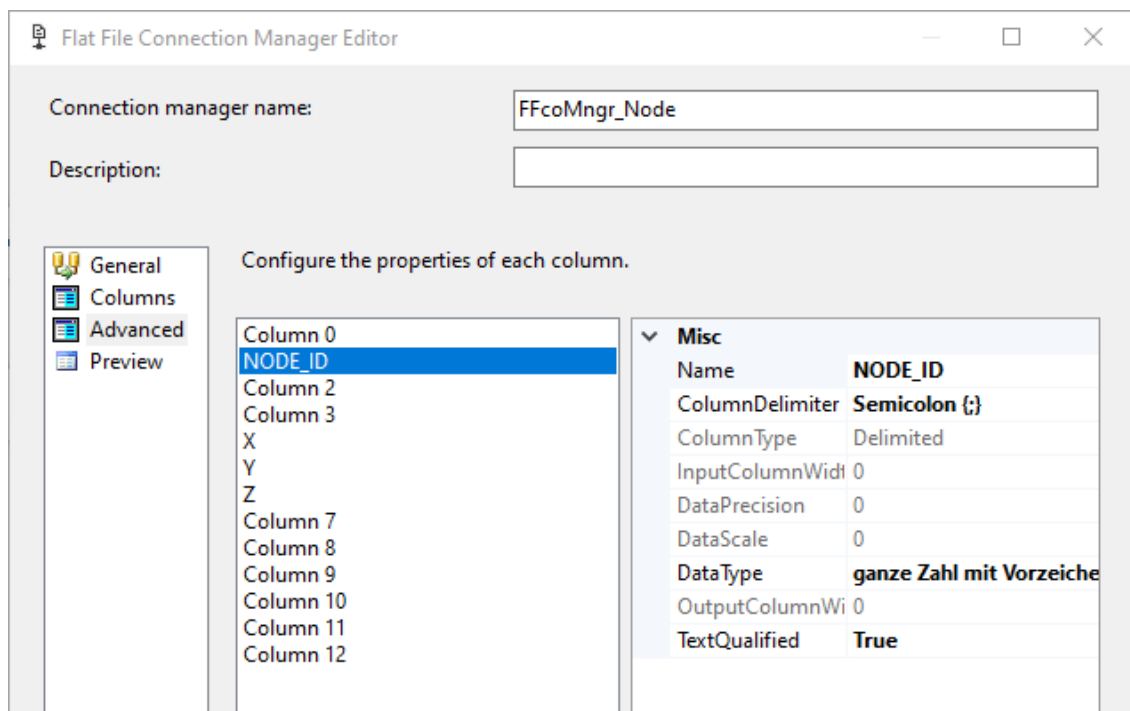 Flat File Connection Manager Editor
Connection manager name: FFcoMngr_Node
Description:
Configure the properties of each column.
General
Columns
Advanced
Preview
Column 0
NODE_ID
Column 2
Column 3
X
Y
Z
Column 7
Column 8
Column 9
Column 10
Column 11
Column 12
Misc
Name NODE_ID
ColumnDelimiter Semicolon {;}
ColumnType Delimited
InputColumnWidt 0
DataPrecision 0
DataScale 0
DataType ganze Zahl mit Vorzeiche
OutputColumnWi 0
TextQualified True